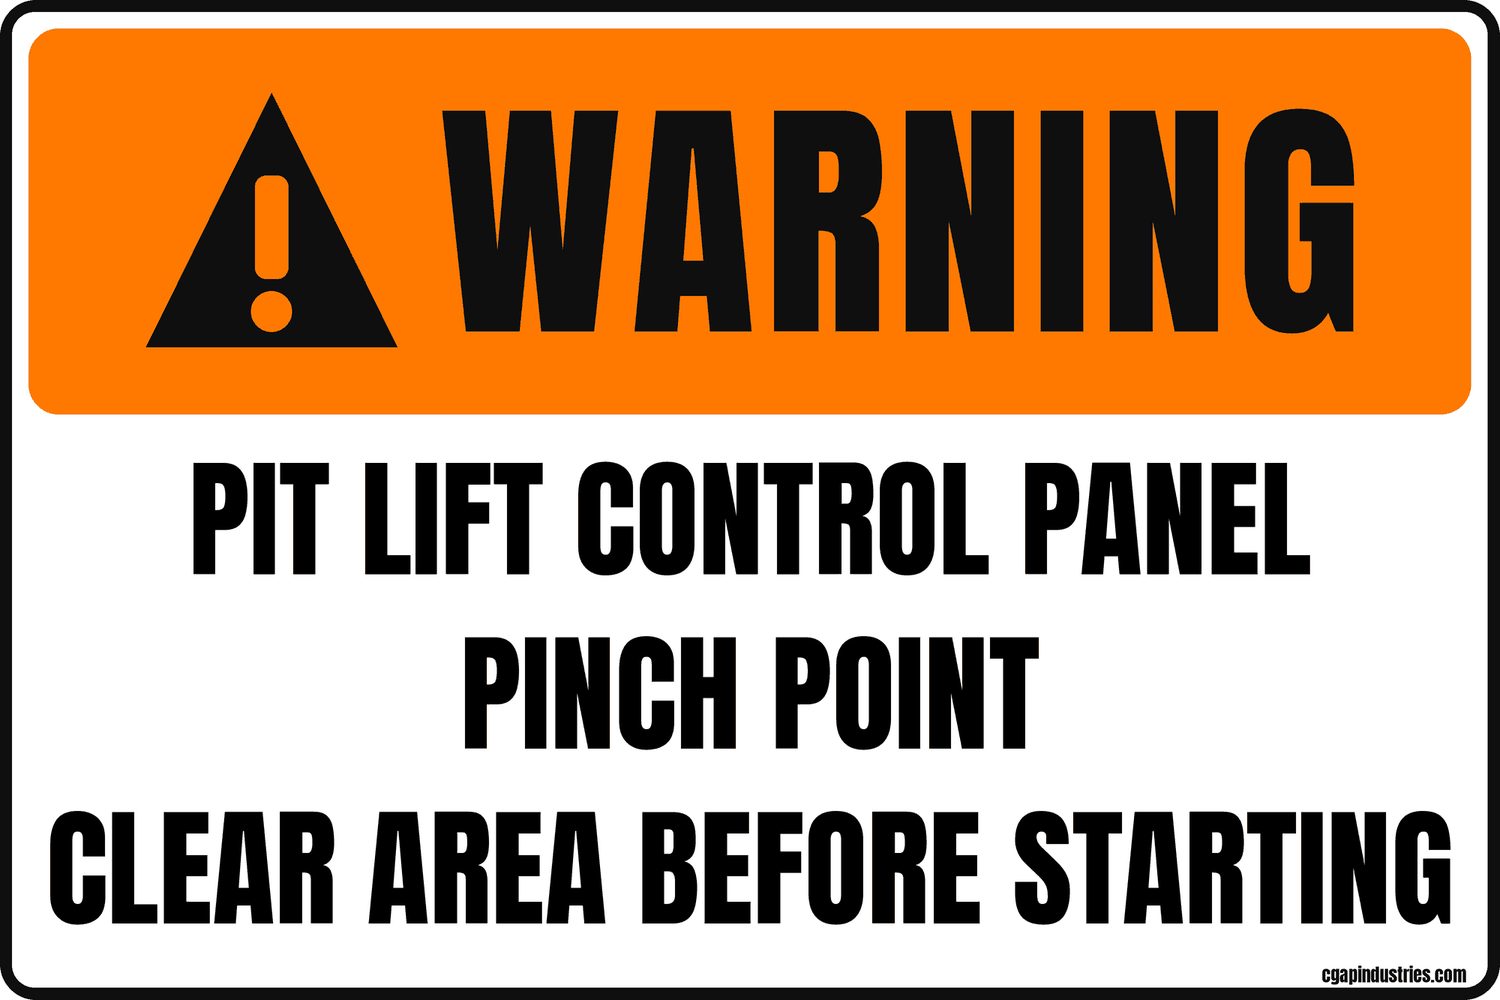 WARNING
PIT LIFT CONTROL PANEL
PINCH POINT
CLEAR AREA BEFORE STARTING
cgapindustries.com